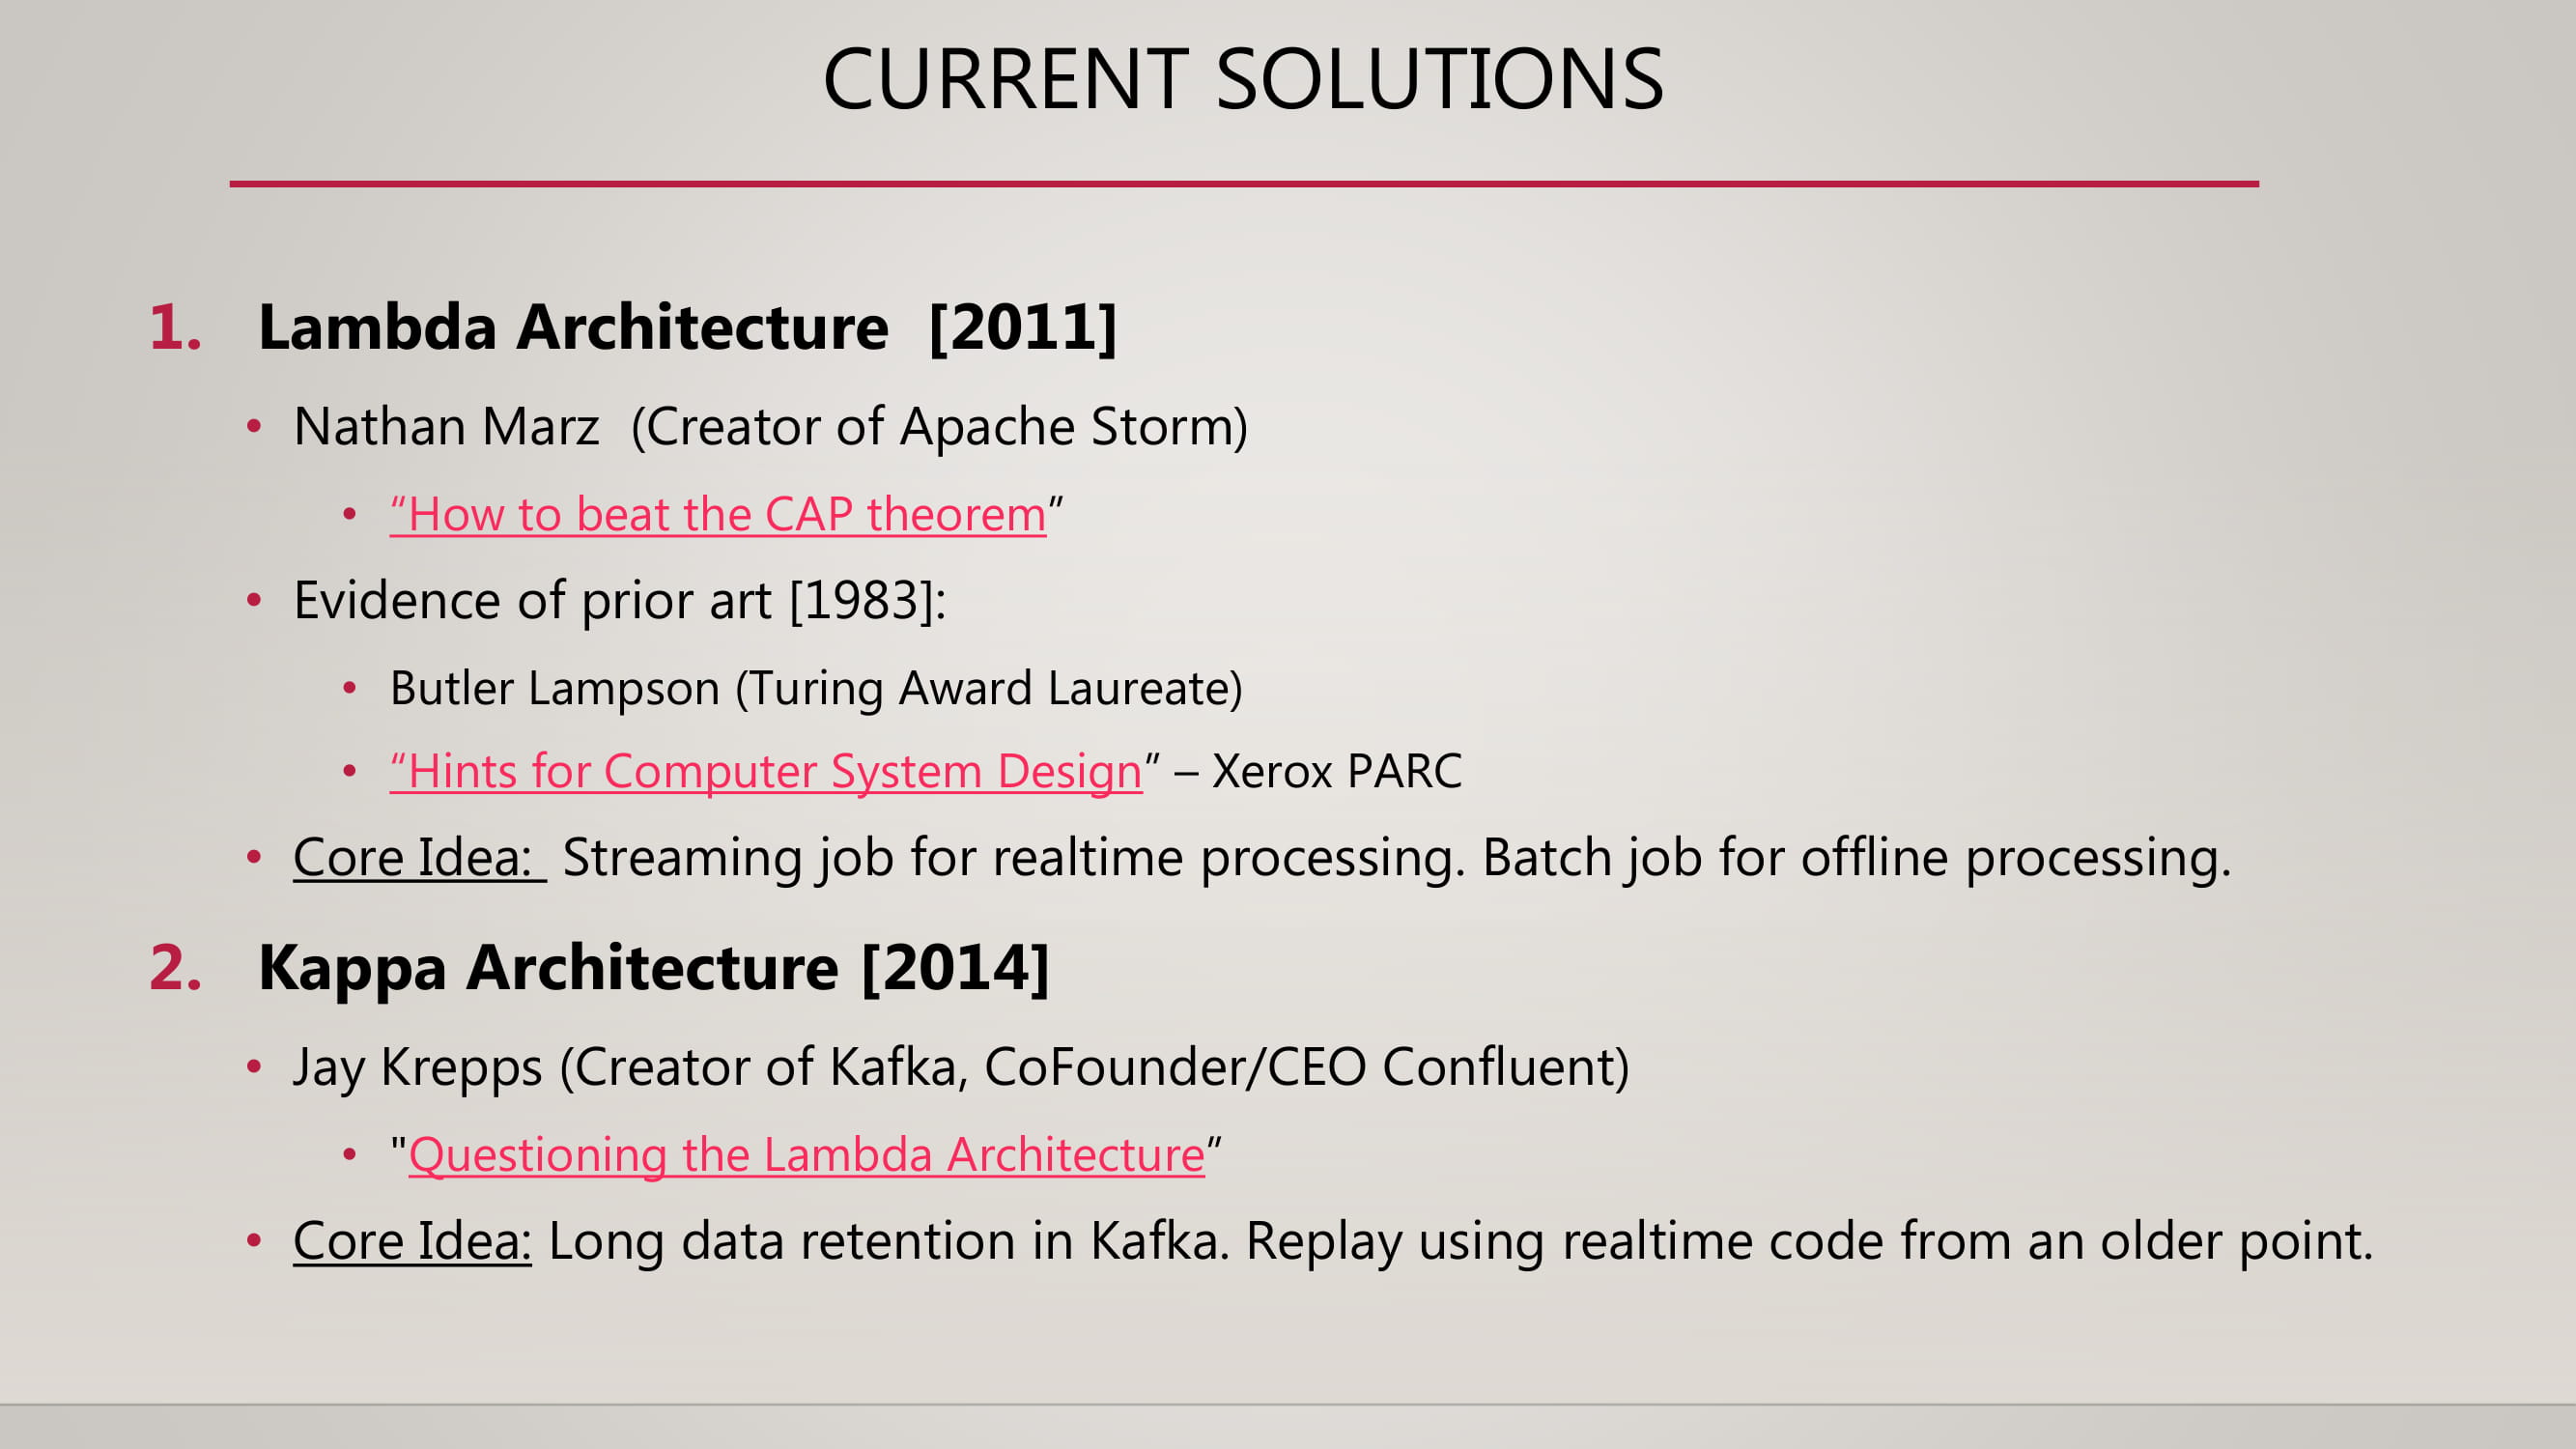 CURRENT SOLUTIONS
1. Lambda Architecture  [2011]
• Nathan Marz  (Creator of Apache Storm)
• “How to beat the CAP theorem”
• Evidence of prior art [1983]:
• Butler Lampson (Turing Award Laureate)
• “Hints for Computer System Design” – Xerox PARC
• Core Idea:  Streaming job for realtime processing. Batch job for offline processing.
2. Kappa Architecture [2014]
• Jay Krepps (Creator of Kafka, CoFounder/CEO Confluent)
• "Questioning the Lambda Architecture”
• Core Idea: Long data retention in Kafka. Replay using realtime code from an older point.